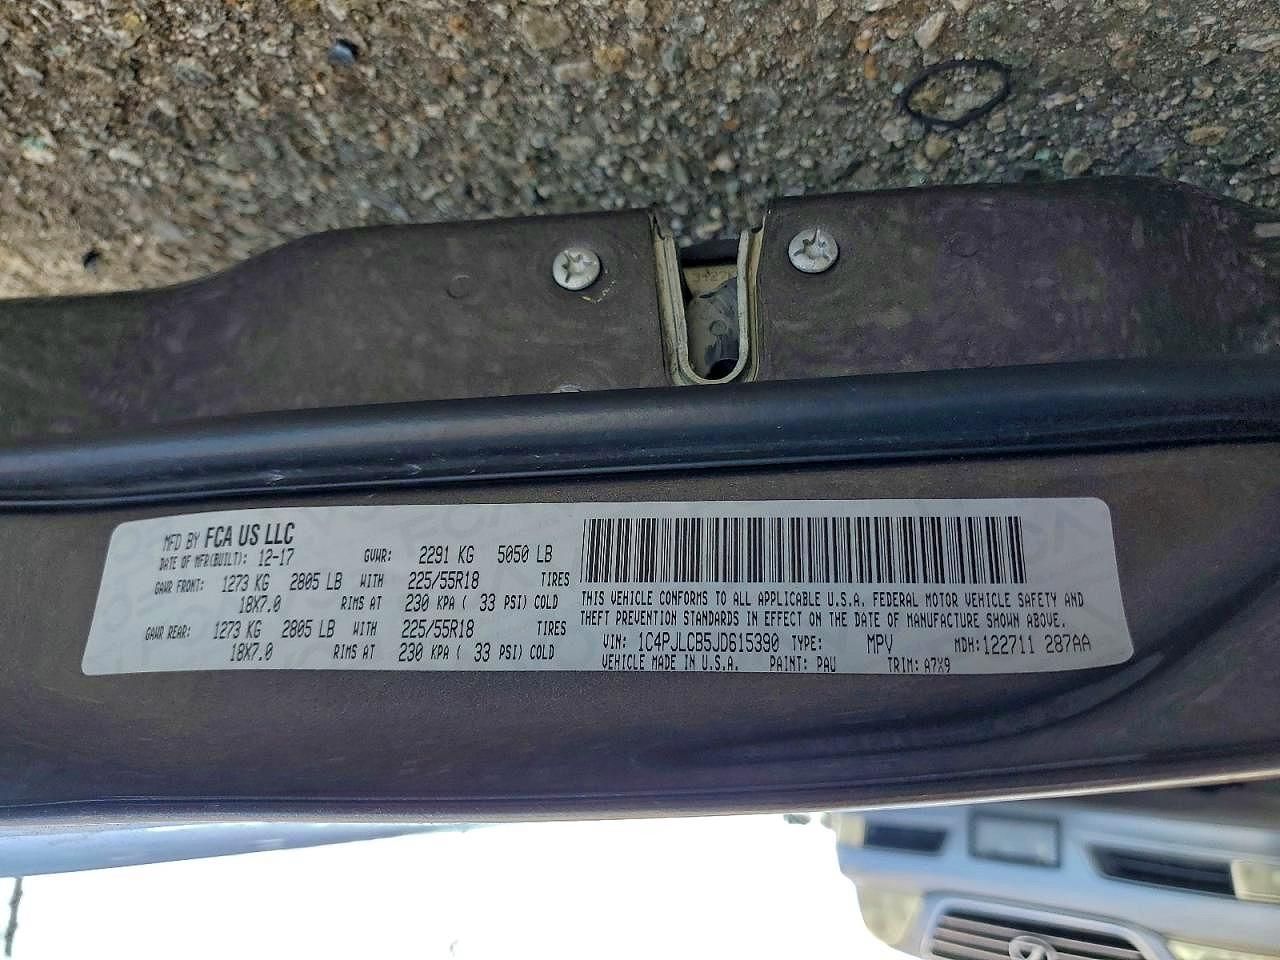 MFD BY FCA US LLC
DATE OF MFR(BUILT): 12-17 GVWR: 2291 KG 5050 LB
GAWR FRONT: 1273 KG 2805 LB WITH 225/55R18 TIRES
18X7.0 RIMS AT 230 KPA ( 33 PSI) COLD
GAWR REAR: 1273 KG 2805 LB WITH 225/55R18 TIRES
18X7.0 RIMS AT 230 KPA ( 33 PSI) COLD
THIS VEHICLE CONFORMS TO ALL APPLICABLE U.S.A. FEDERAL MOTOR VEHICLE SAFETY AND
THEFT PREVENTION STANDARDS IN EFFECT ON THE DATE OF MANUFACTURE SHOWN ABOVE.
VIN: 1C4PJLCB5JD615390 TYPE: MPV MDH:122711 287AA
VEHICLE MADE IN U.S.A. PAINT: PAU TRIM: A7X9